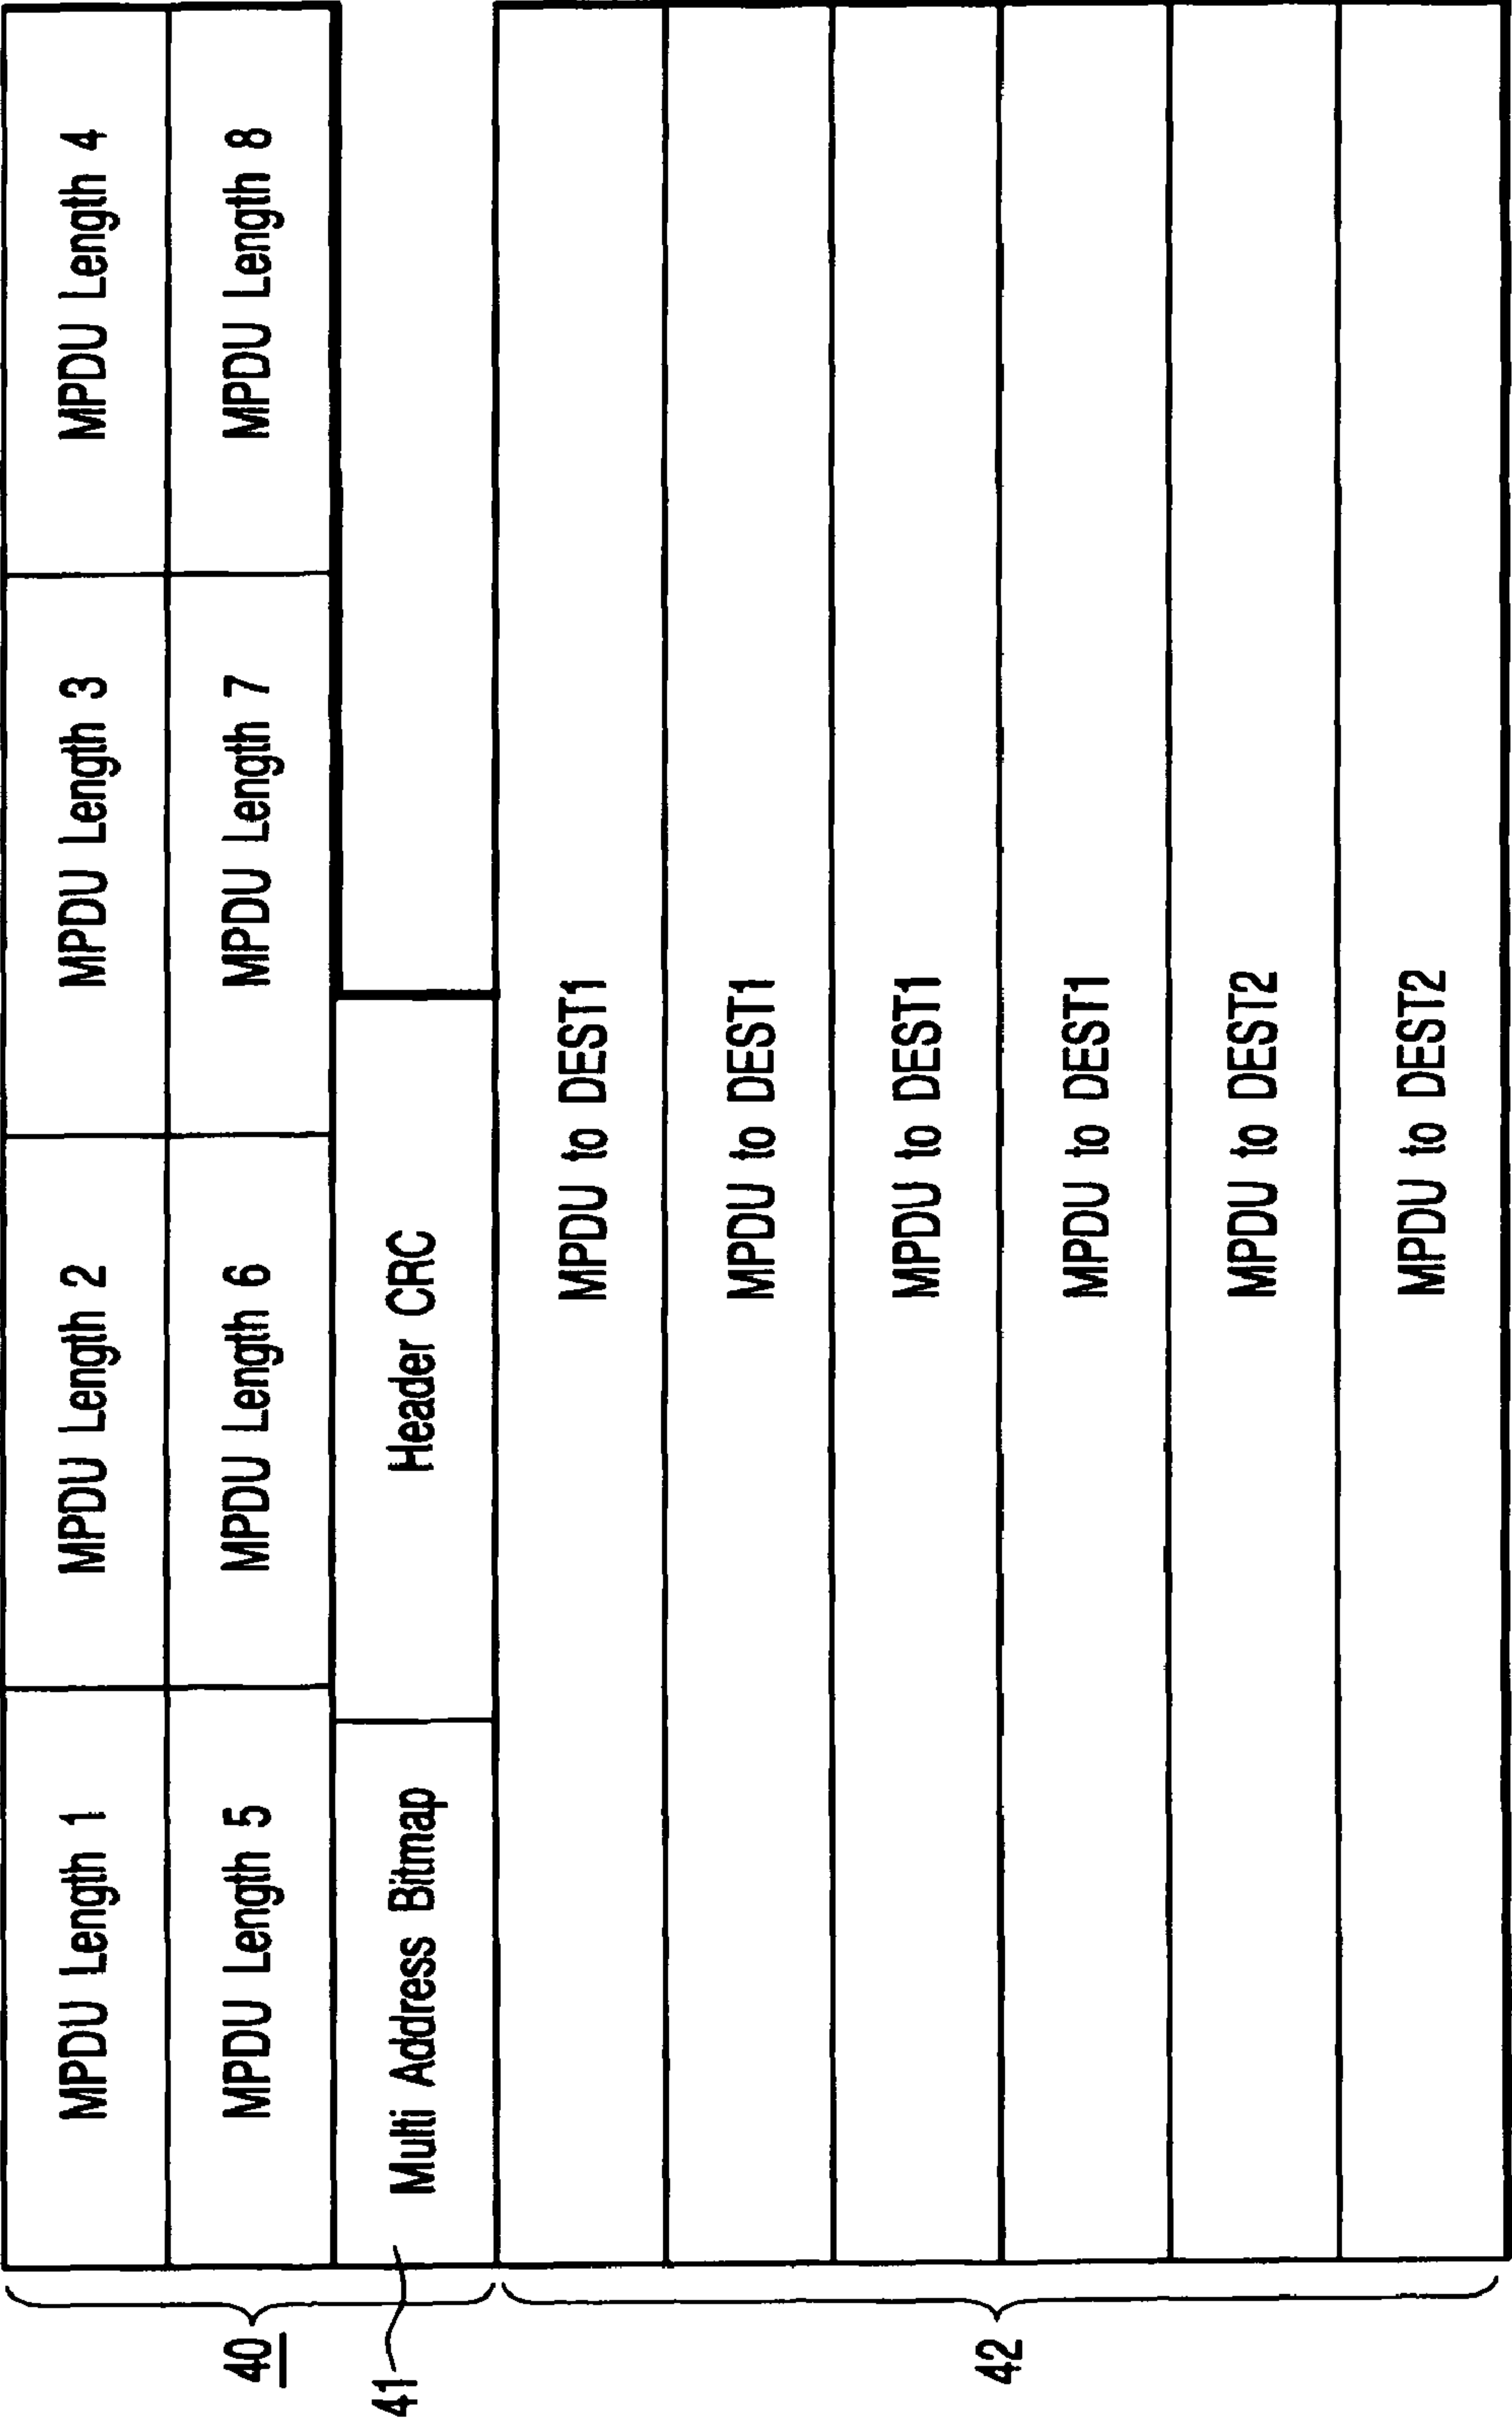 MPDU Length 1 MPDU Length 2 MPDU Length 3 MPDU Length 4
MPDU Length 5 MPDU Length 6 MPDU Length 7 MPDU Length 8
40
41
Multi Address Bitmap Header CRC
MPDU to DEST1
MPDU to DEST1
MPDU to DEST1
42
MPDU to DEST1
MPDU to DEST2
MPDU to DEST2